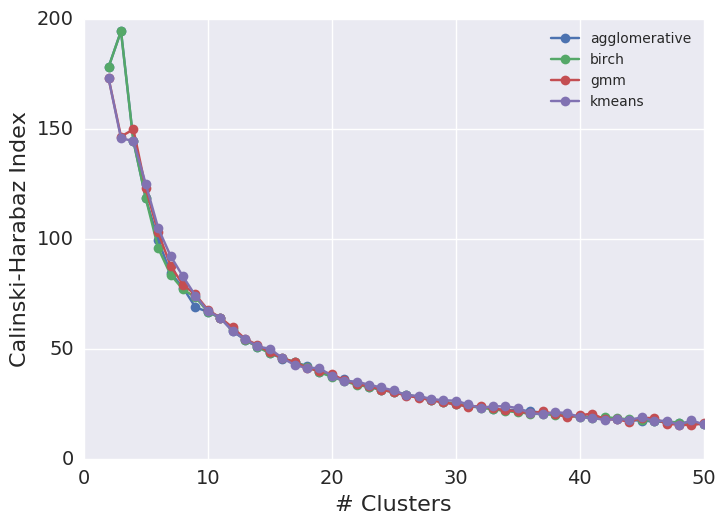 200
150
100
50
0
Calinski-Harabaz Index
agglomerative
birch
gmm
kmeans
0 10 20 30 40 50
# Clusters